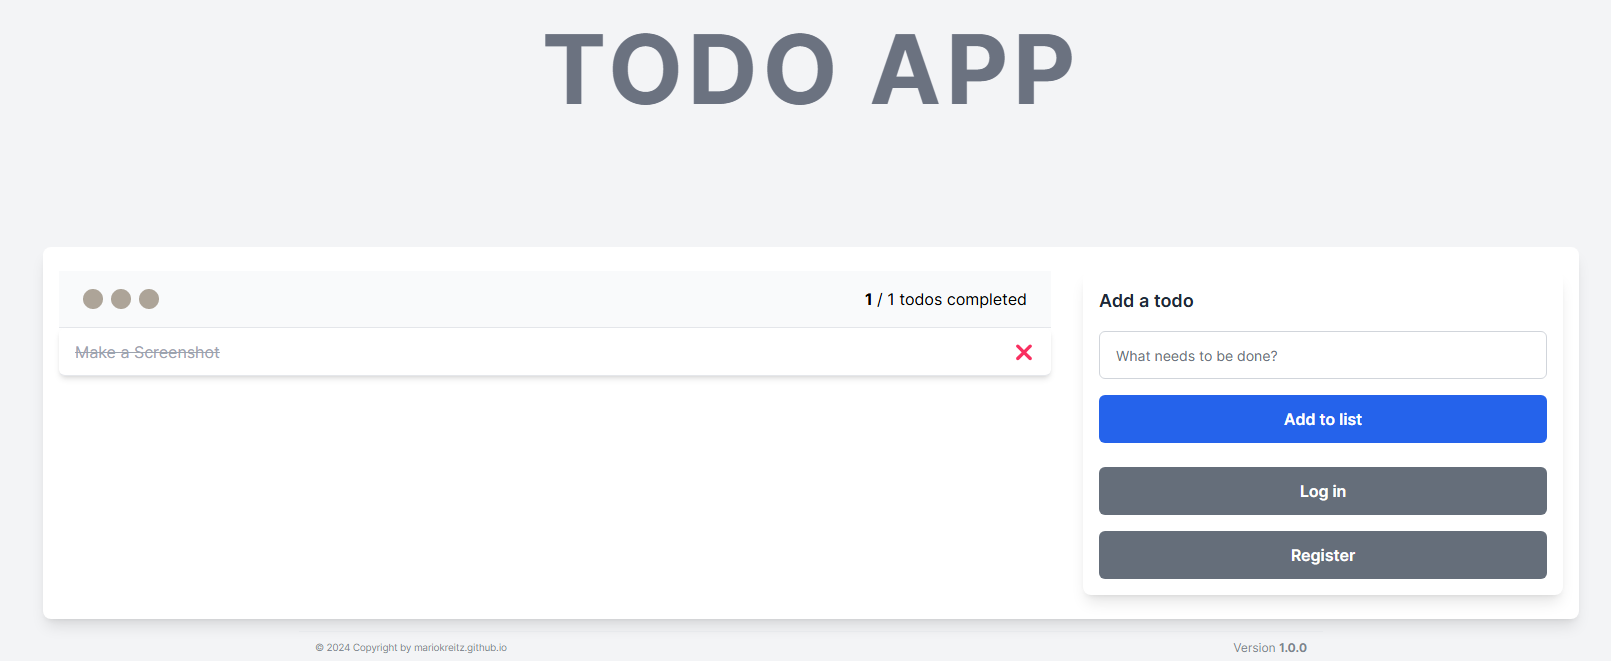 TODO APP
1 / 1 todos completed
Make a Screenshot
Add a todo
What needs to be done?
Add to list
Log in
Register
© 2024 Copyright by mariokreitz.github.io
Version 1.0.0